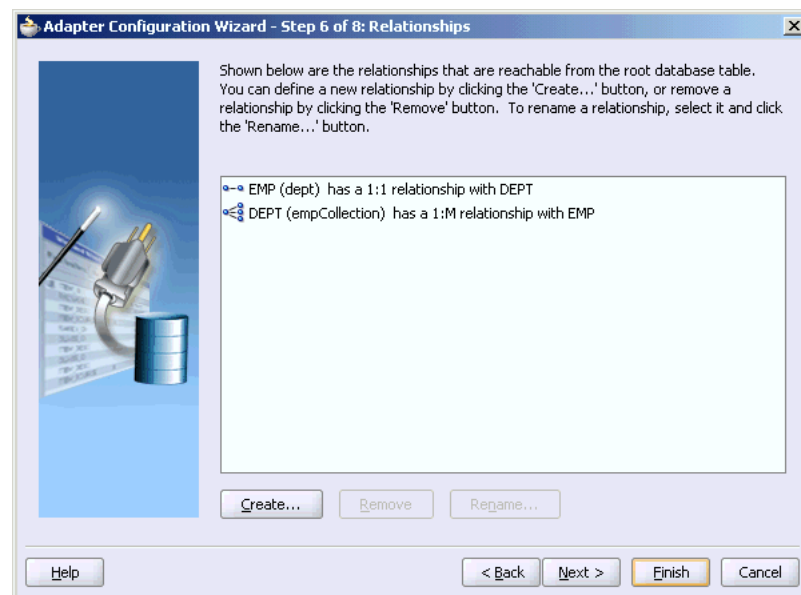 Adapter Configuration Wizard - Step 6 of 8: Relationships
Shown below are the relationships that are reachable from the root database table.
You can define a new relationship by clicking the 'Create...' button, or remove a
relationship by clicking the 'Remove' button. To rename a relationship, select it and click
the 'Rename...' button.
EMP (dept) has a 1:1 relationship with DEPT
DEPT (empCollection) has a 1:M relationship with EMP
Create... Remove Rename...
Help < Back Next > Finish Cancel